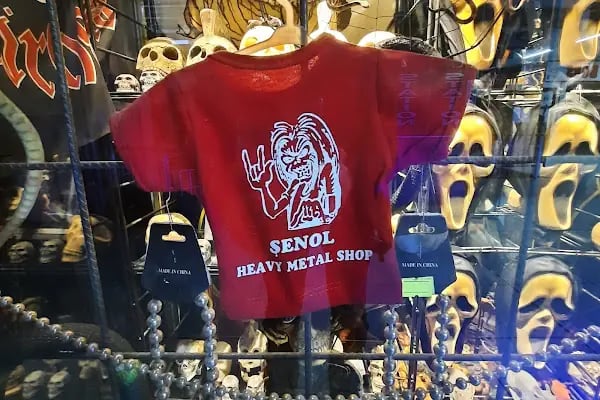 ŞENOL
HEAVY METAL SHOP
MADE IN CHINA
MADE IN CHINA